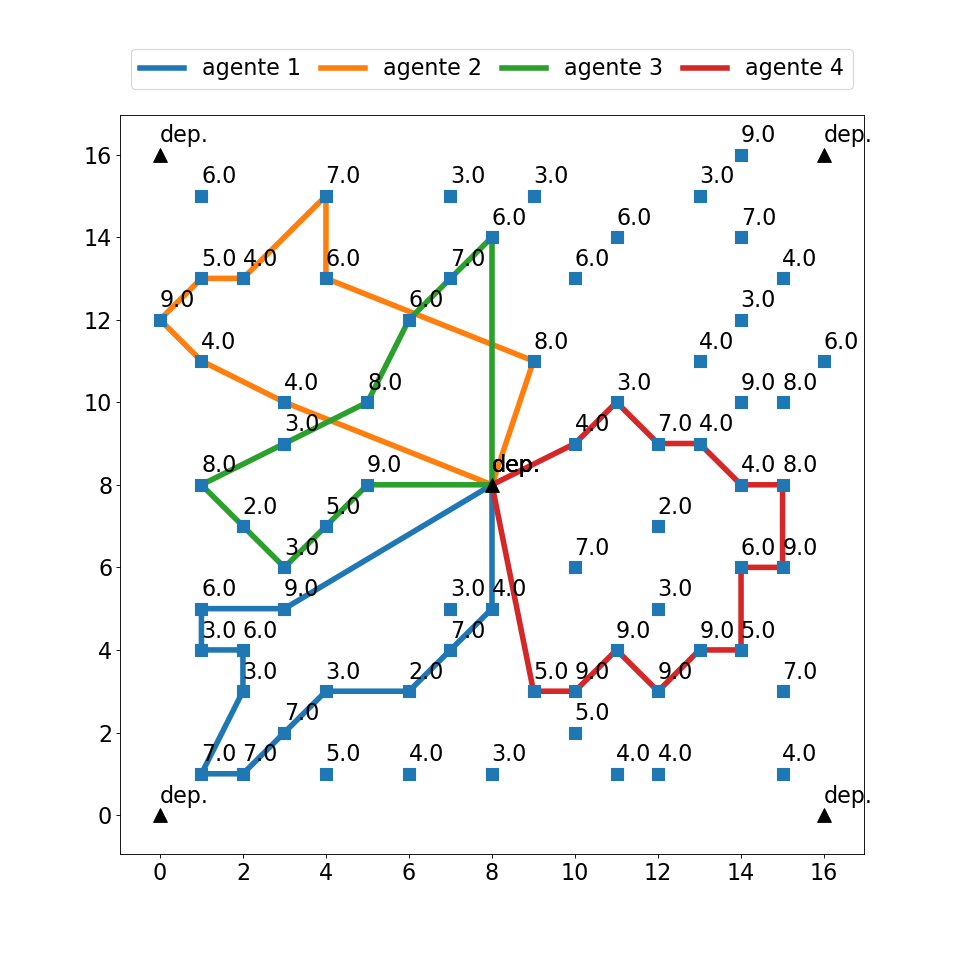 agente 1 agente 2 agente 3 agente 4
9.0
dep. dep.
16
6.0 7.0 3.0 3.0 3.0
6.0 6.0 7.0
14
5.0 4.0 6.0 7.0 6.0 4.0
9.0 6.0 3.0
12
4.0 8.0 4.0 6.0
4.0 8.0 3.0 9.0 8.0
10
3.0 4.0 7.0 4.0
8.0 9.0 dep. 4.0 8.0
8
2.0 5.0 2.0
3.0 7.0 6.0 9.0
6
6.0 9.0 3.0 4.0 3.0
3.0 6.0 7.0 9.0 9.0 5.0
4
3.0 3.0 2.0 5.0 9.0 9.0 7.0
7.0 5.0
2
7.0 7.0 5.0 4.0 3.0 4.0 4.0 4.0
dep. dep.
0
0 2 4 6 8 10 12 14 16